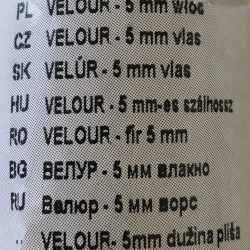 PL VELOUR - 5 mm włos
CZ VELOUR - 5 mm vlas
SK VELÚR - 5 mm vlas
HU VELOUR - 5 mm-es szálhossz
RO VELOUR - fir 5 mm
BG ВЕЛУР - 5 мм влакно
RU Валюр - 5 мм ворс
VELOUR- 5mm dužina pliša